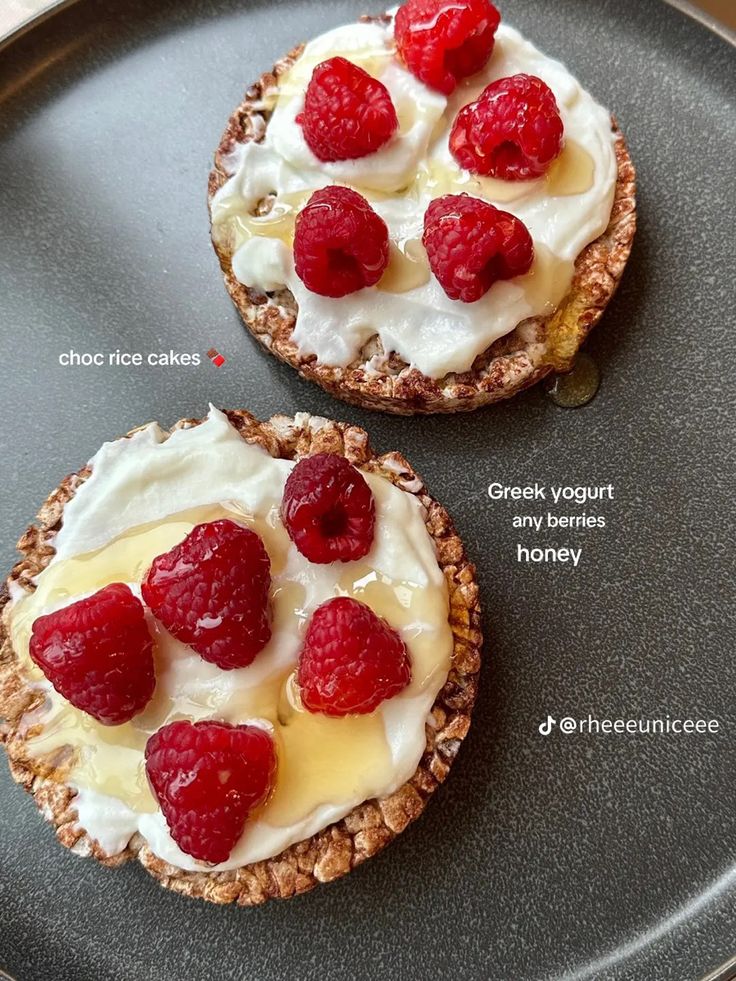 choc rice cakes 🍫
Greek yogurt
any berries
honey
@rheeeuniceee